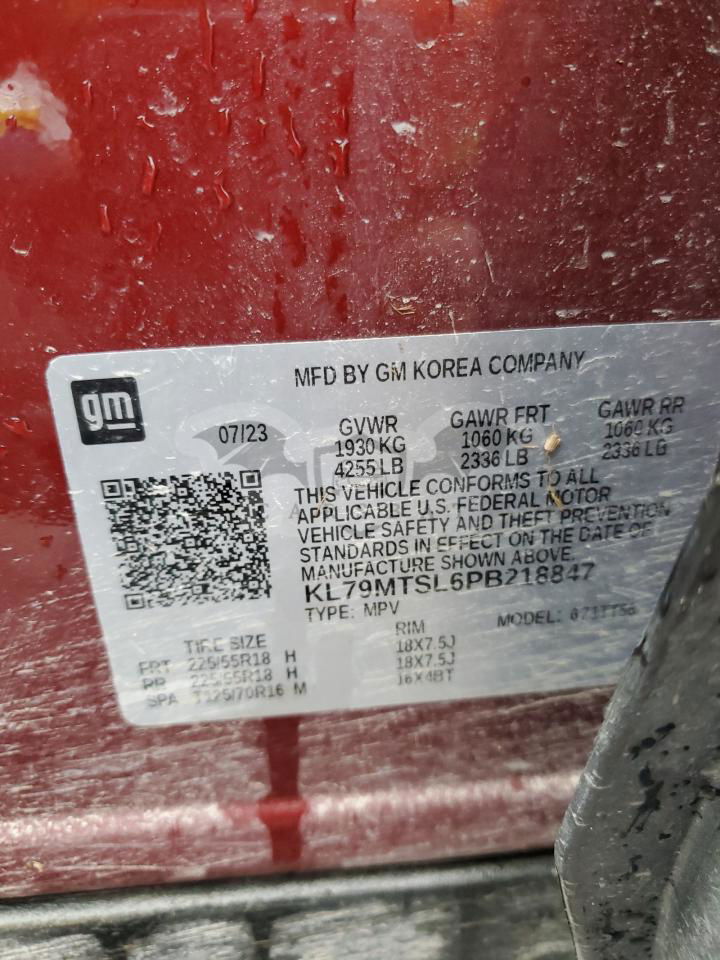 MFD BY GM KOREA COMPANY
gm
07/23
GVWR GAWR FRT GAWR RR
1930 KG 1060 KG 1060 KG
4255 LB 2336 LB 2336 LB
THIS VEHICLE CONFORMS TO ALL
APPLICABLE U.S. FEDERAL MOTOR
VEHICLE SAFETY AND THEFT PREVENTION
STANDARDS IN EFFECT ON THE DATE OF
MANUFACTURE SHOWN ABOVE.
KL79MTSL6PB218847
TYPE: MPV MODEL:
TIRE SIZE RIM
FRT 225/55R18 H 18X7.5J
RR 225/55R18 H 18X7.5J
SPA T125/70R16 M 16X4BT